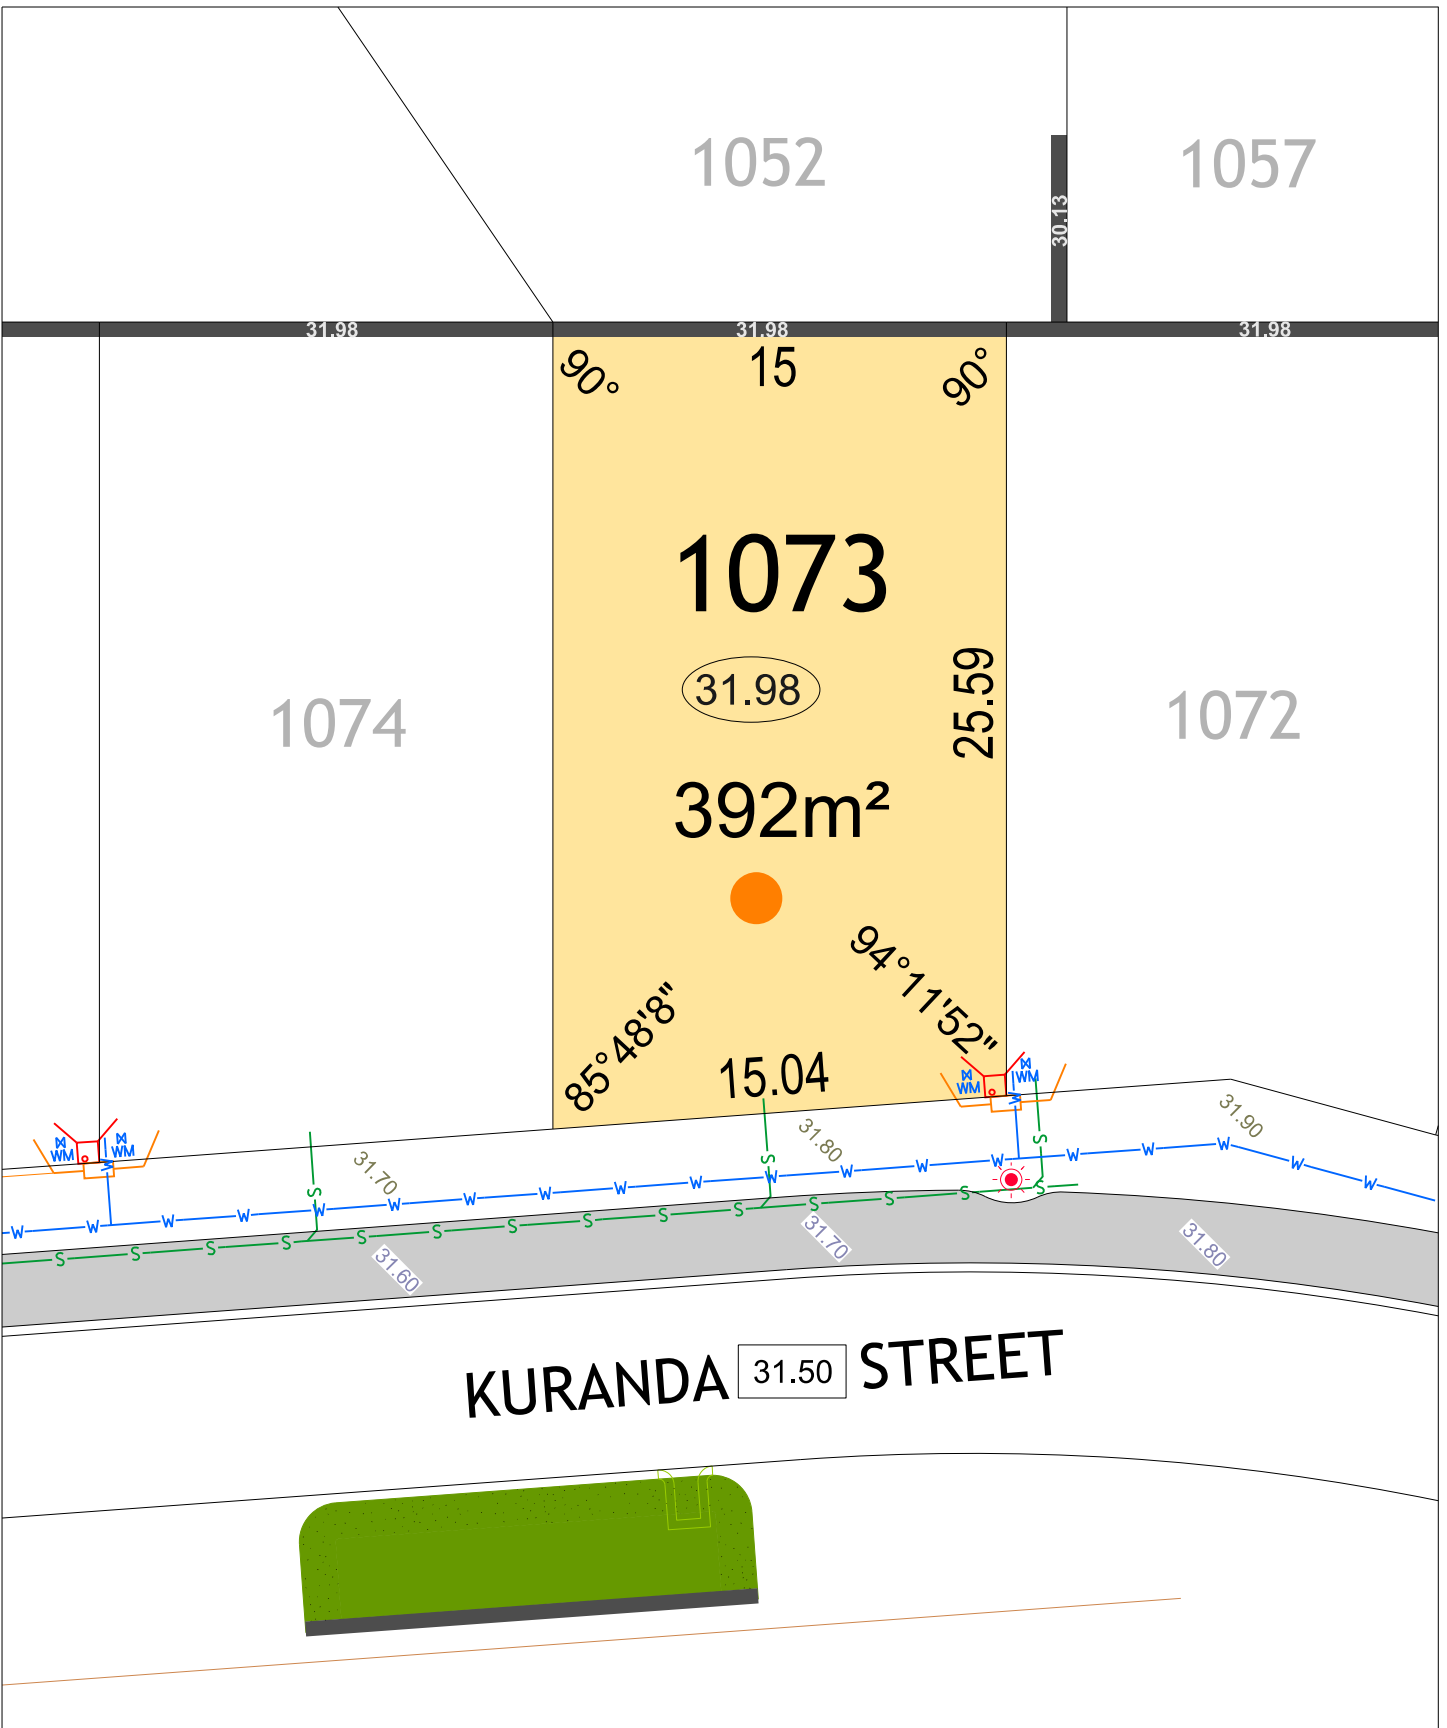 1052
1057
30.13
31.98
31.98
31.98
90°
15
90°
1073
31.98
25.59
1074
1072
392m²
94°11'52"
85°48'8"
15.04
WM
WM
W
WM
WM
W
31.70
31.80
31.90
S
S
S
W W W W W W W W W W W W W W W W W W W
S S S S S S S S S S S S S S
31.60
31.70
31.80
KURANDA 31.50 STREET